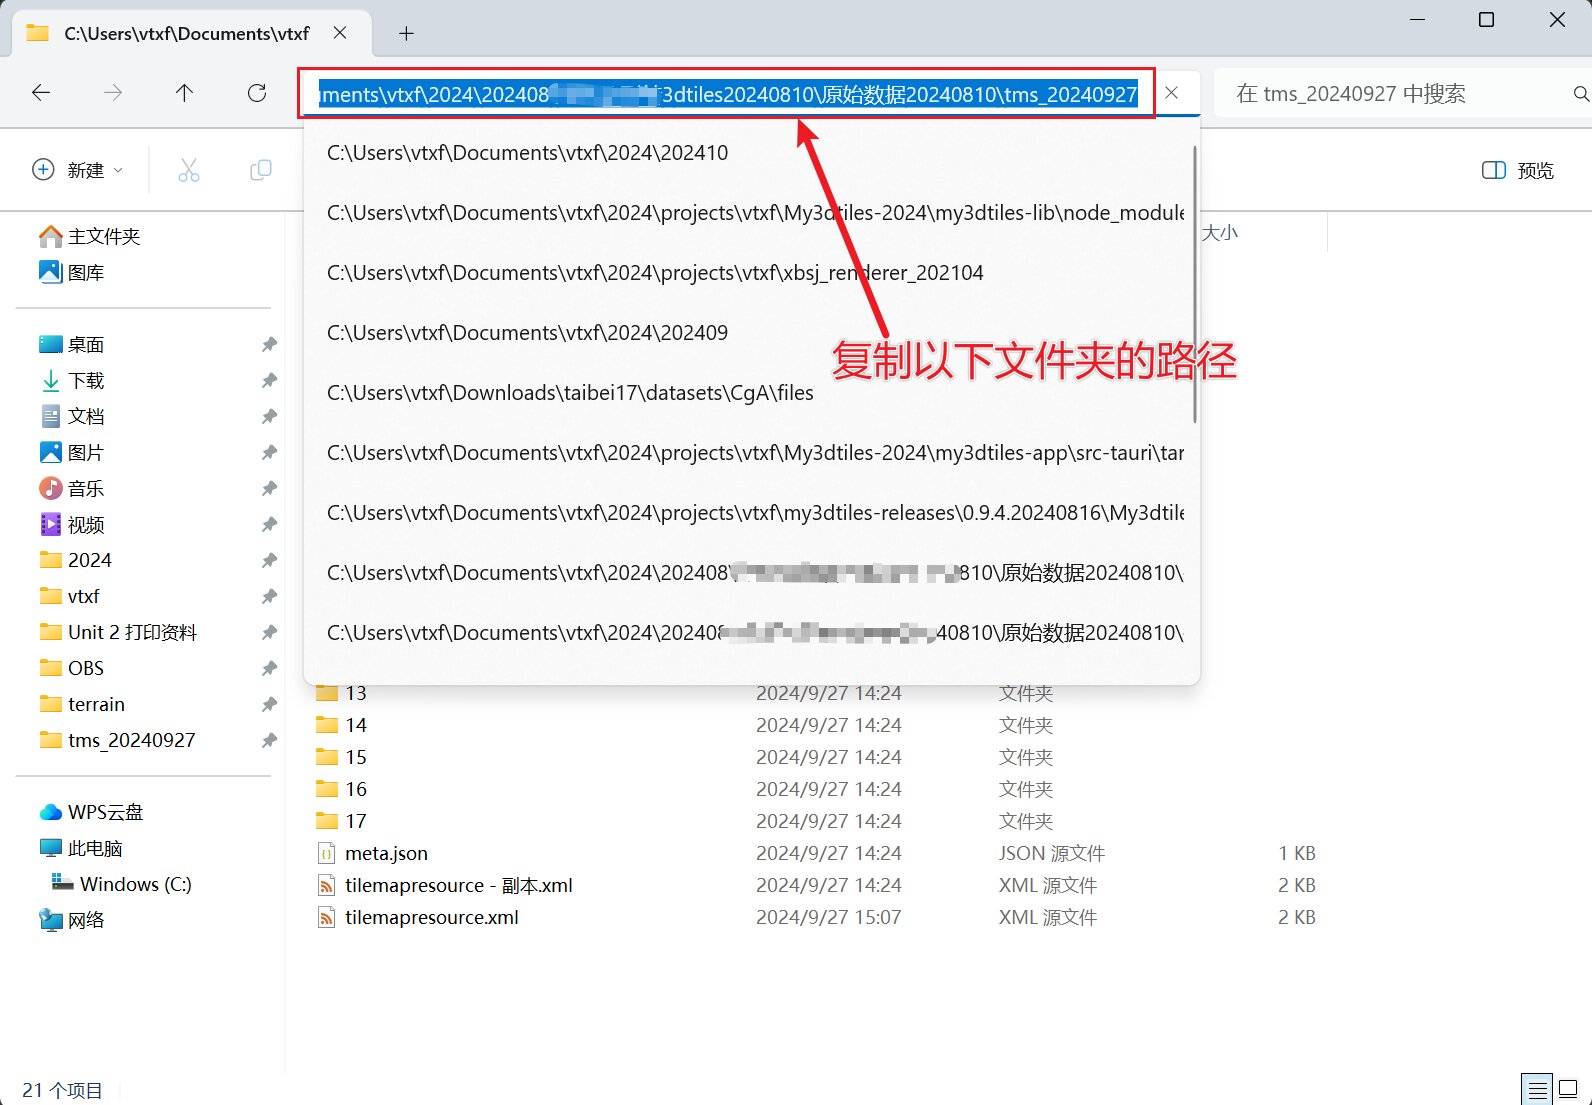 C:\Users\vtxf\Documents\vtxf
ıments\vtxf\2024\202408 3dtiles20240810\原始数据20240810\tms_20240927
在 tms_20240927 中搜索
新建
预览
C:\Users\vtxf\Documents\vtxf\2024\202410
C:\Users\vtxf\Documents\vtxf\2024\projects\vtxf\My3dtiles-2024\my3dtiles-lib\node_module
C:\Users\vtxf\Documents\vtxf\2024\projects\vtxf\xbsj_renderer_202104
C:\Users\vtxf\Documents\vtxf\2024\202409
C:\Users\vtxf\Downloads\taibei17\datasets\CgA\files
C:\Users\vtxf\Documents\vtxf\2024\projects\vtxf\My3dtiles-2024\my3dtiles-app\src-tauri\tar
C:\Users\vtxf\Documents\vtxf\2024\projects\vtxf\my3dtiles-releases\0.9.4.20240816\My3dtile
C:\Users\vtxf\Documents\vtxf\2024\202408\ 810\原始数据20240810\
C:\Users\vtxf\Documents\vtxf\2024\202408 40810\原始数据20240810\
复制以下文件夹的路径
大小
主文件夹
图库
桌面
下载
文档
图片
音乐
视频
2024
vtxf
Unit 2 打印资料
OBS
terrain
tms_20240927
WPS云盘
此电脑
Windows (C:)
网络
13 2024/9/27 14:24 文件夹
14 2024/9/27 14:24 文件夹
15 2024/9/27 14:24 文件夹
16 2024/9/27 14:24 文件夹
17 2024/9/27 14:24 文件夹
meta.json 2024/9/27 14:24 JSON 源文件 1 KB
tilemapresource - 副本.xml 2024/9/27 14:24 XML 源文件 2 KB
tilemapresource.xml 2024/9/27 15:07 XML 源文件 2 KB
21 个项目